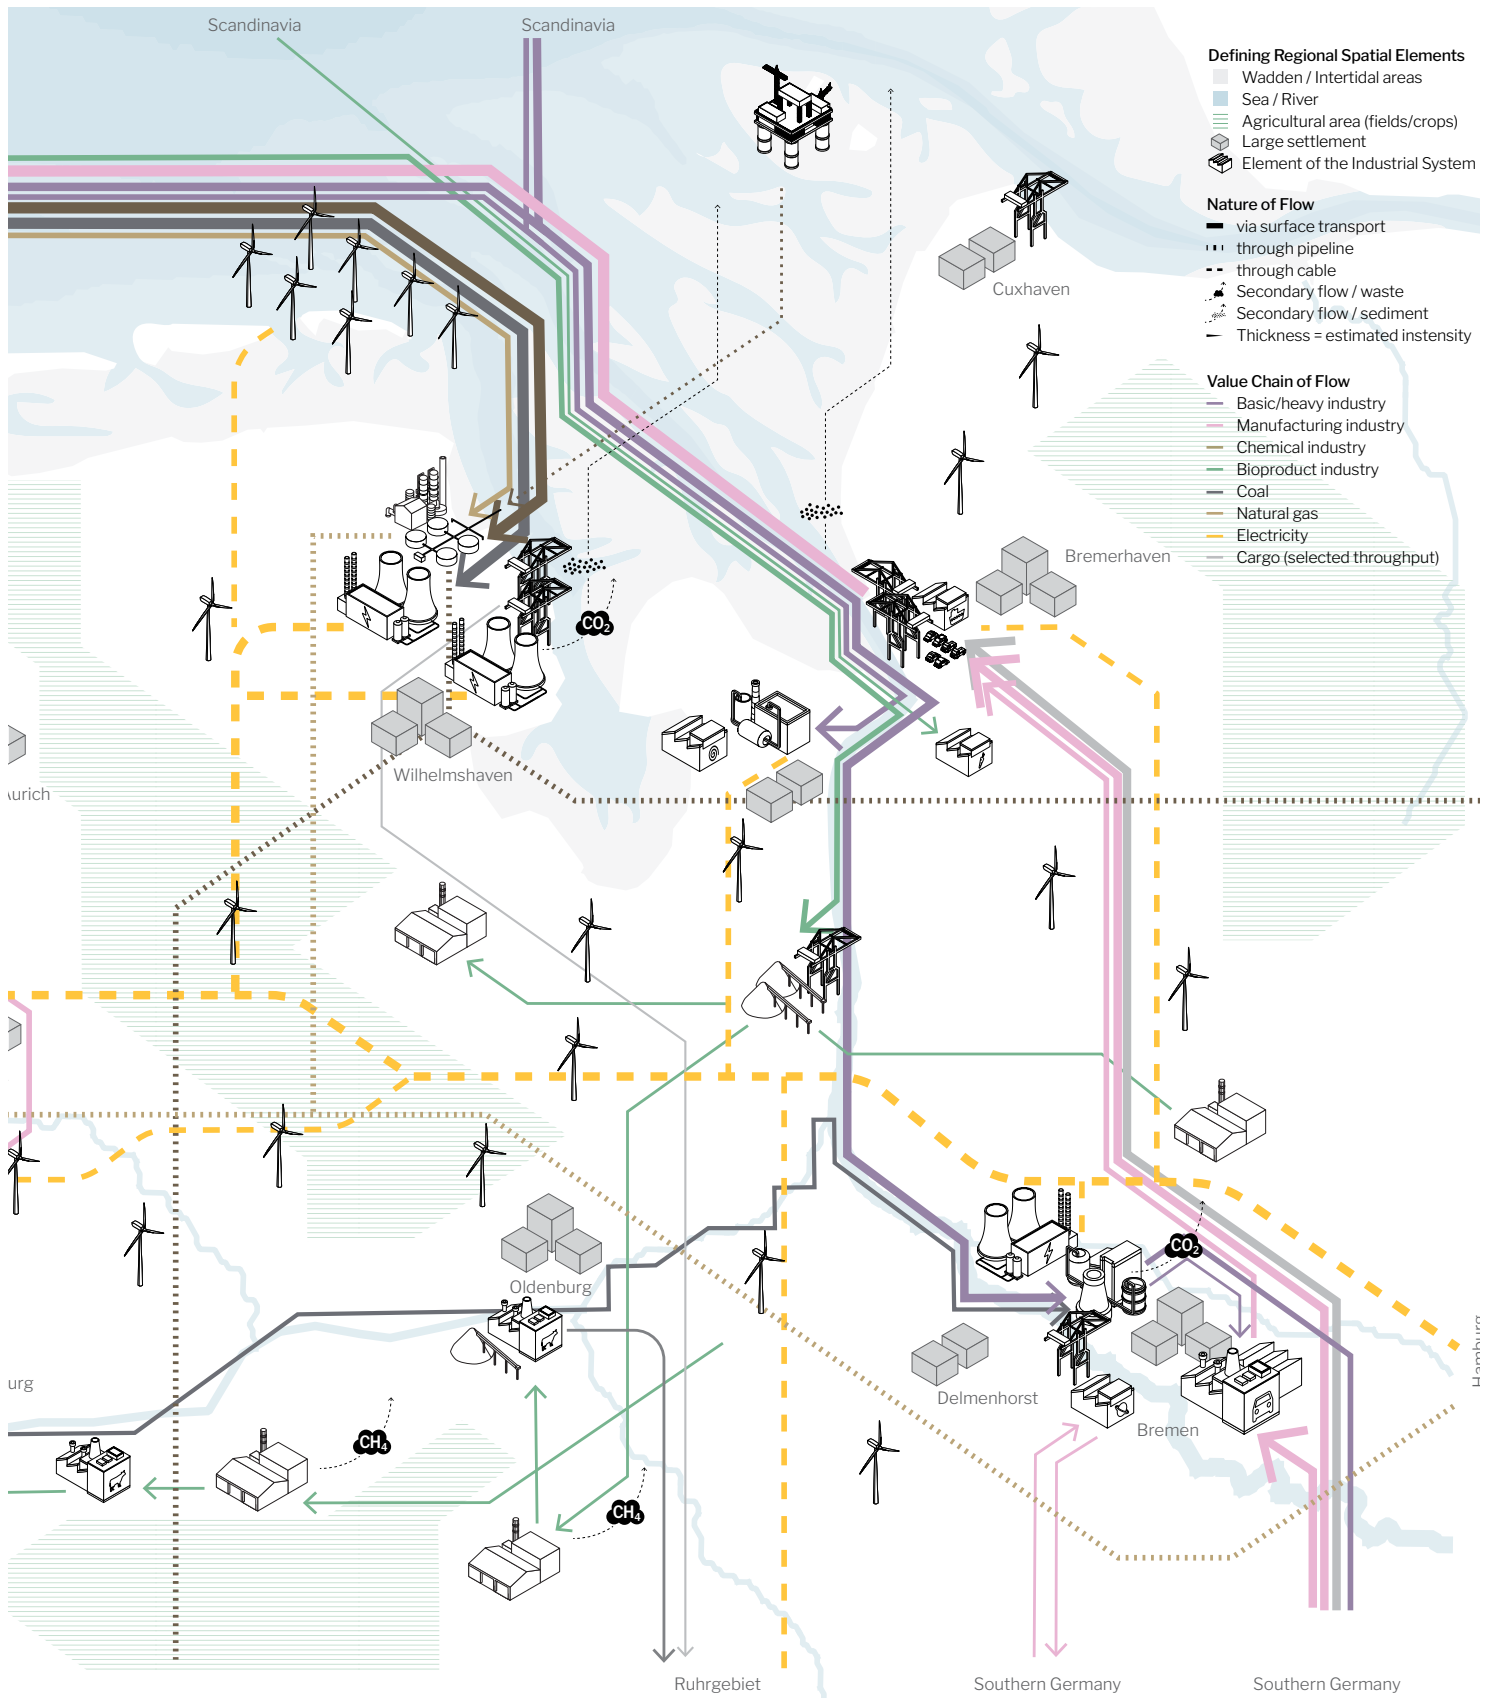 Scandinavia
Scandinavia
Defining Regional Spatial Elements
Wadden / Intertidal areas
Sea / River
Agricultural area (fields/crops)
Large settlement
Element of the Industrial System
Nature of Flow
via surface transport
through pipeline
through cable
Secondary flow / waste
Secondary flow / sediment
Thickness = estimated instensity
Value Chain of Flow
Basic/heavy industry
Manufacturing industry
Chemical industry
Bioproduct industry
Coal
Natural gas
Electricity
Cargo (selected throughput)
Cuxhaven
Bremerhaven
CO2
Wilhelmshaven
Aurich
CO2
Oldenburg
Hamburg
urg
Delmenhorst
Bremen
CH4
CH4
Ruhrgebiet
Southern Germany
Southern Germany